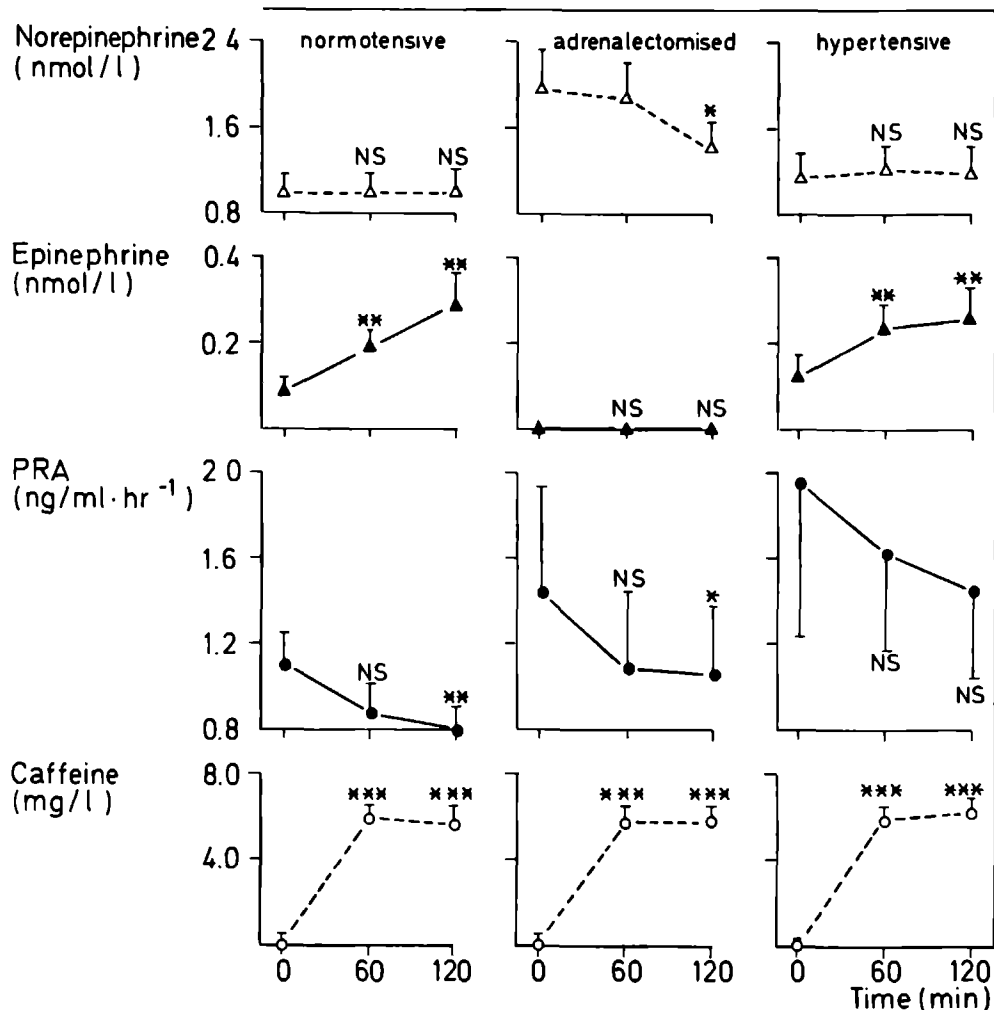 normotensive adrenalectomised hypertensive
Norepinephrine
(nmol/l)
2.4
1.6
0.8
NS NS
*
NS NS
Epinephrine
(nmol/l)
0.4
0.2
** **
NS NS
** **
PRA
(ng/ml·hr⁻¹)
2.0
1.6
1.2
0.8
NS **
NS *
NS NS
Caffeine
(mg/l)
8.0
4.0
*** ***
*** ***
*** ***
0 60 120 0 60 120 0 60 120
Time (min)